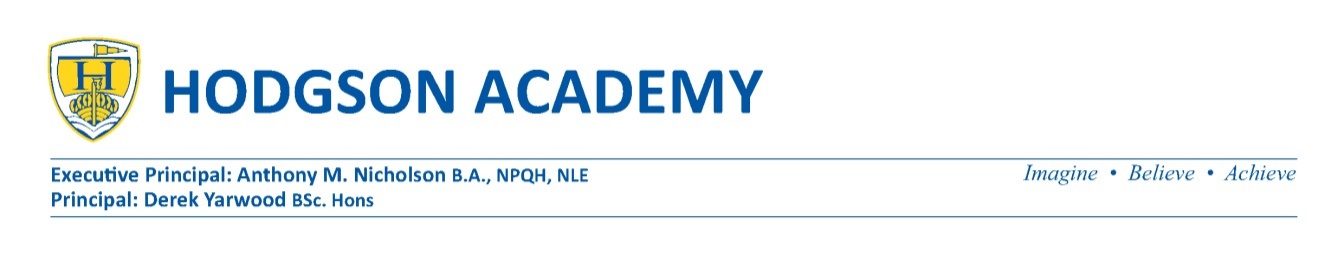 H
HODGSON ACADEMY
Executive Principal: Anthony M. Nicholson B.A., NPQH, NLE
Imagine • Believe • Achieve
Principal: Derek Yarwood BSc. Hons